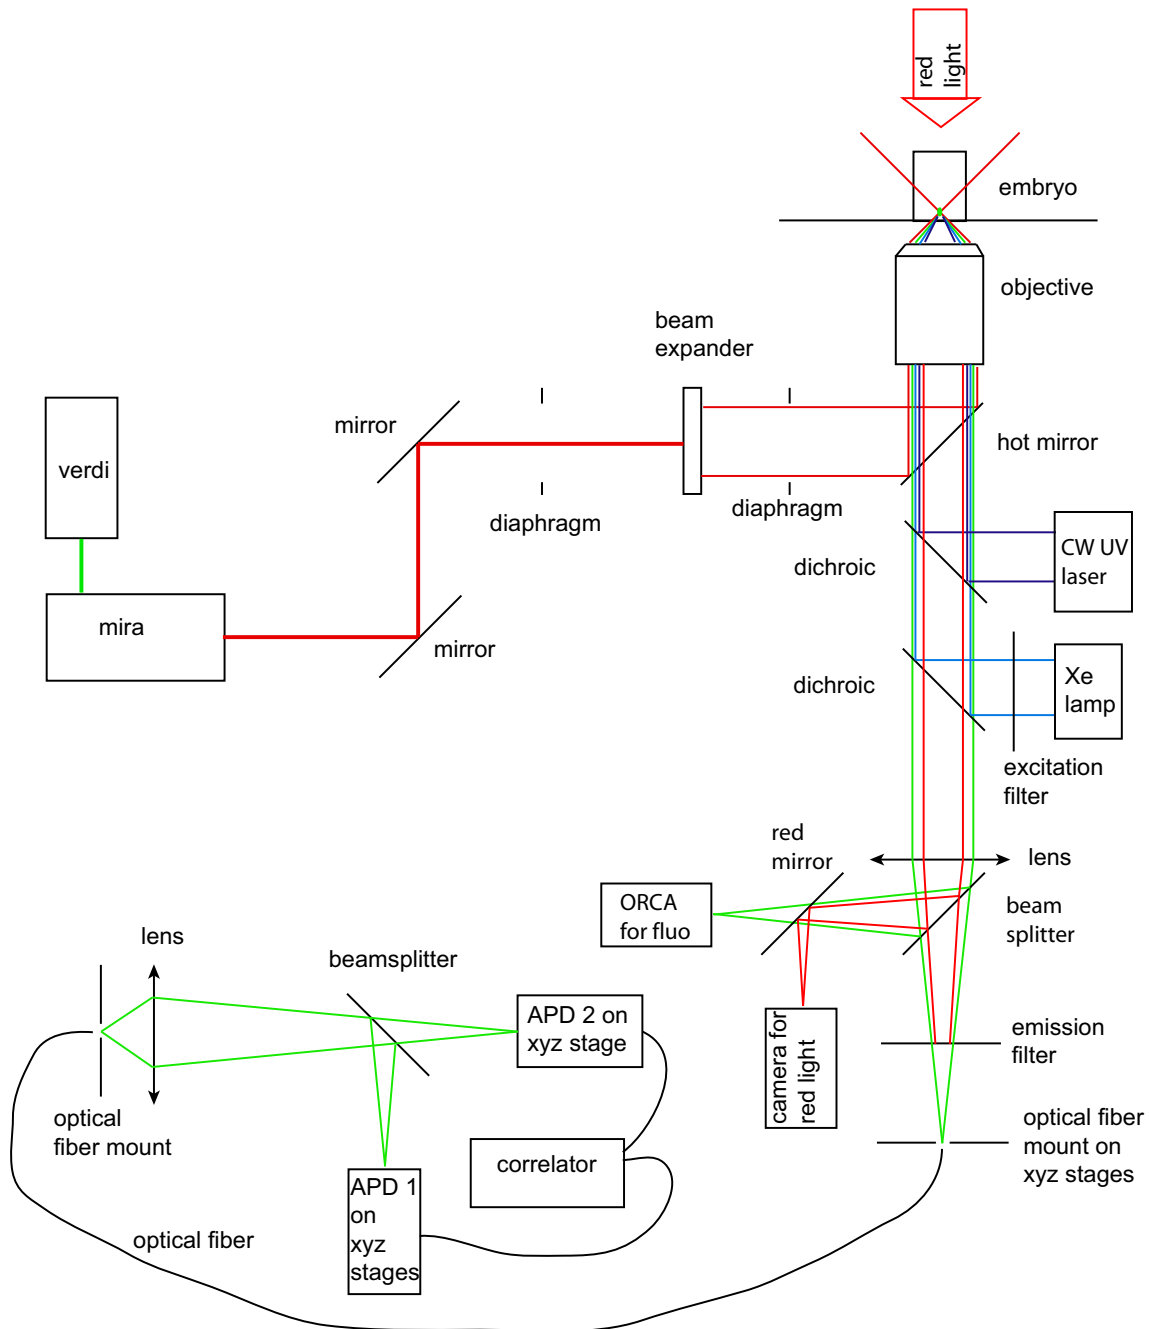 red
light
embryo
objective
beam
expander
mirror
hot mirror
verdi
diaphragm
diaphragm
CW UV
laser
dichroic
mira
mirror
dichroic
Xe
lamp
excitation
filter
red
mirror
lens
ORCA
for fluo
beam
splitter
lens
beamsplitter
APD 2 on
xyz stage
camera for
red light
emission
filter
optical
fiber mount
optical fiber
mount on
xyz stages
correlator
APD 1
on
xyz
stages
optical fiber